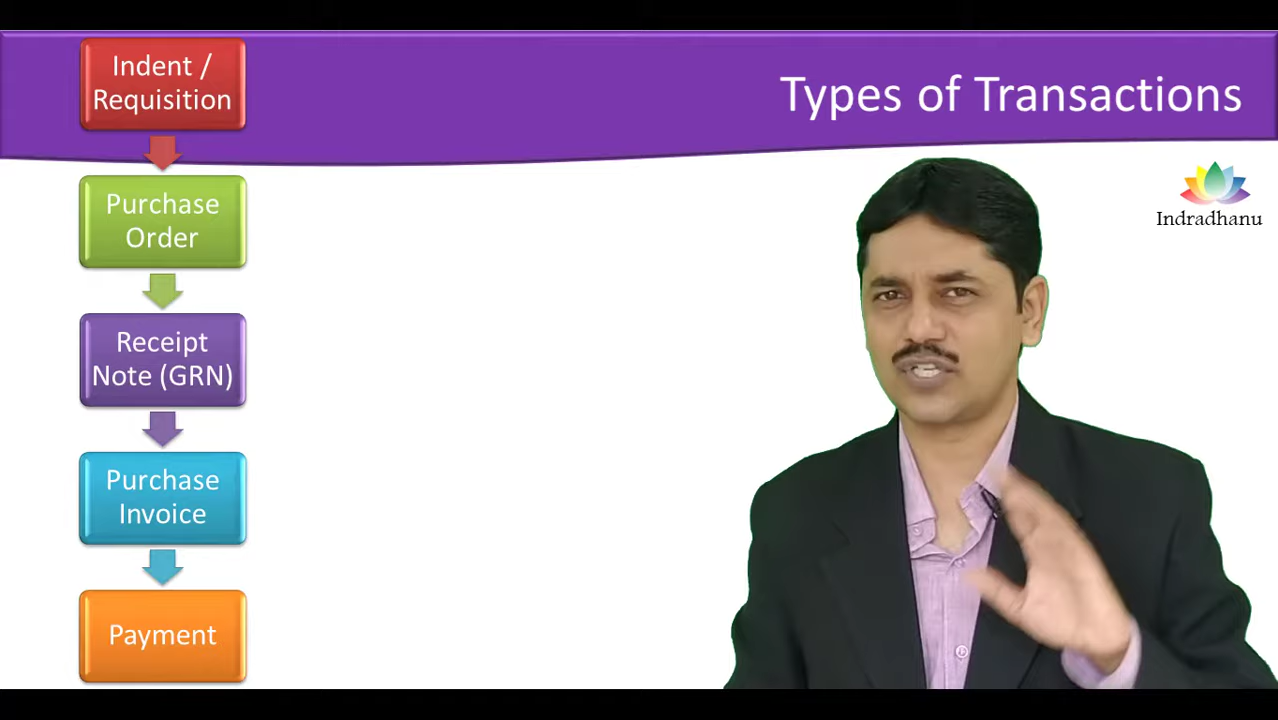 Indent /
Requisition
Types of Transactions
Purchase
Order
Indradhanu
Receipt
Note (GRN)
Purchase
Invoice
Payment